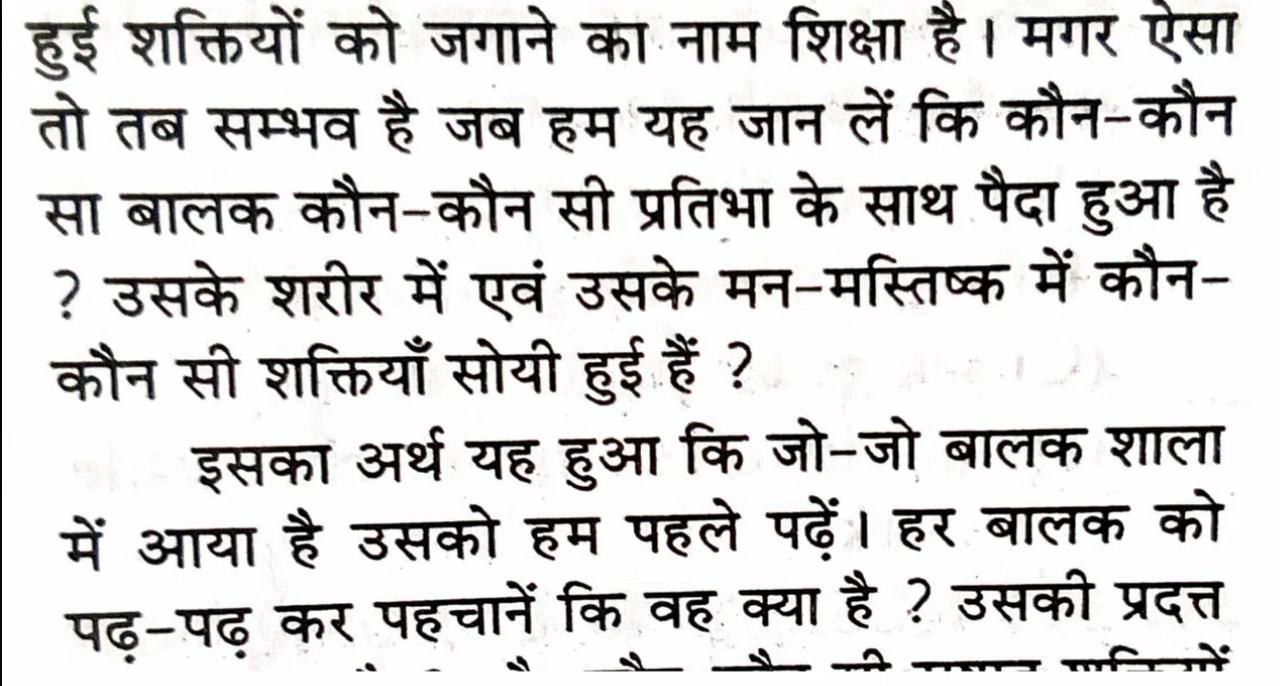 हुई शक्तियों को जगाने का नाम शिक्षा है। मगर ऐसा
तो तब सम्भव है जब हम यह जान लें कि कौन-कौन
सा बालक कौन-कौन सी प्रतिभा के साथ पैदा हुआ है
? उसके शरीर में एवं उसके मन-मस्तिष्क में कौन-
कौन सी शक्तियाँ सोयी हुई हैं ?
इसका अर्थ यह हुआ कि जो-जो बालक शाला
में आया है उसको हम पहले पढ़ें। हर बालक को
पढ़-पढ़ कर पहचानें कि वह क्या है ? उसकी प्रदत्त